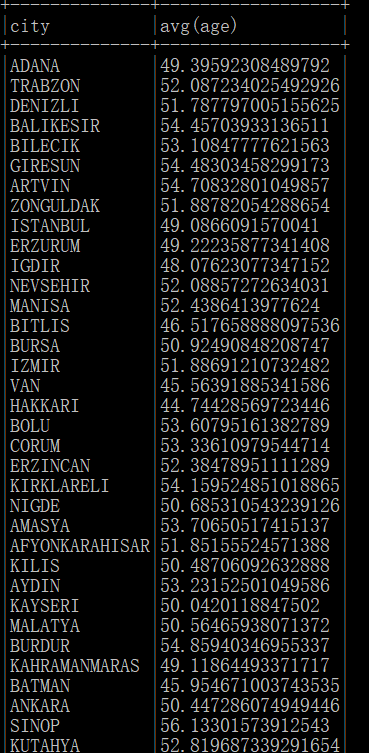 city avg(age)
ADANA 49.39592308489792
TRABZON 52.087234025492926
DENIZLI 51.787797005155625
BALIKESIR 54.45703933136511
BILECIK 53.10847777621563
GIRESUN 54.48303458299173
ARTVIN 54.70832801049857
ZONGULDAK 51.88782054288654
ISTANBUL 49.0866091570041
ERZURUM 49.22235877341408
IGDIR 48.07623077347152
NEVSEHIR 52.08857272634031
MANISA 52.4386413977624
BITLIS 46.517658888097536
BURSA 50.92490848208747
IZMIR 51.88691210732482
VAN 45.56391885341586
HAKKARI 44.74428569723446
BOLU 53.60795161382789
CORUM 53.33610979544714
ERZINCAN 52.38478951111289
KIRKLARELI 54.159524851018865
NIGDE 50.685310543239126
AMASYA 53.70650517415137
AFYONKARAHISAR 51.85155524571388
KILIS 50.48706092632888
AYDIN 53.23152501049586
KAYSERI 50.0420118847502
MALATYA 50.56465938071372
BURDUR 54.85940346955337
KAHRAMANMARAS 49.11864493371717
BATMAN 45.954671003743535
ANKARA 50.447286074949446
SINOP 56.13301573912543
KUTAHYA 52.819687339291654